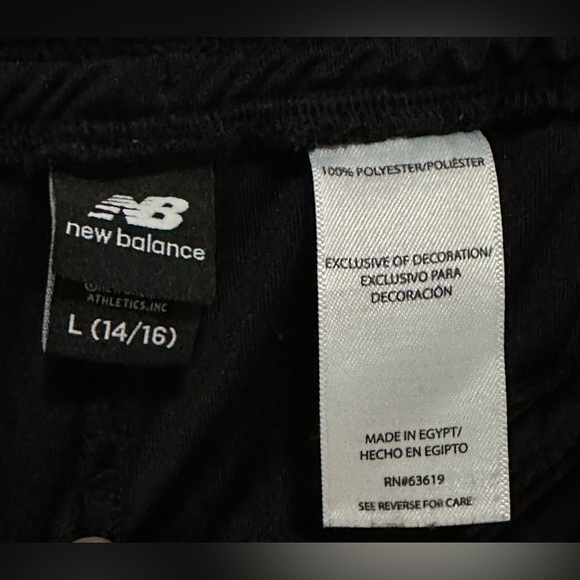 NB
new balance
ATHLETICS, INC
L (14/16)
100% POLYESTER/POLIÉSTER
EXCLUSIVE OF DECORATION/
EXCLUSIVO PARA
DECORACIÓN
MADE IN EGYPT/
HECHO EN EGIPTO
RN#63619
SEE REVERSE FOR CARE